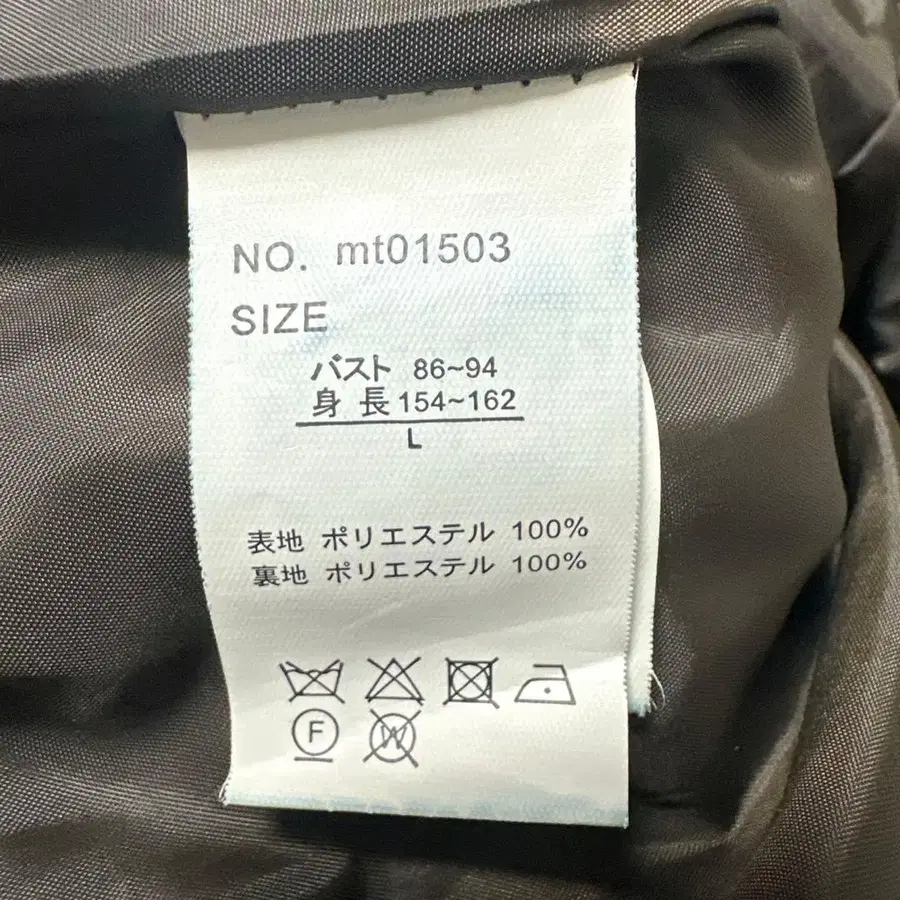 NO. mt01503
SIZE
バスト 86~94
身 長 154~162
L
表地 ポリエステル 100%
裏地 ポリエステル 100%
F W